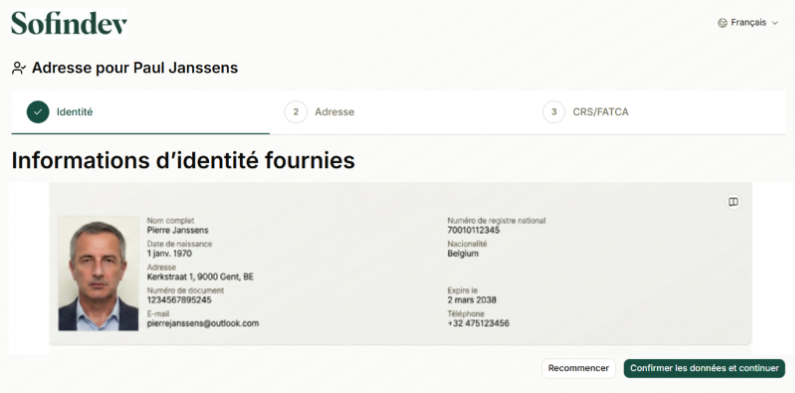 Sofindev
Français
Adresse pour Paul Janssens
Identité
2 Adresse
3 CRS/FATCA
Informations d’identité fournies
Nom complet
Pierre Janssens
Date de naissance
1 janv. 1970
Adresse
Kerkstraat 1, 9000 Gent, BE
Numéro de document
1234567895245
E-mail
pierrejanssens@outlook.com
Numéro de registre national
70010112345
Nacionalité
Belgium
Expire le
2 mars 2038
Téléphone
+32 475123456
Recommencer
Confirmer les données et continuer